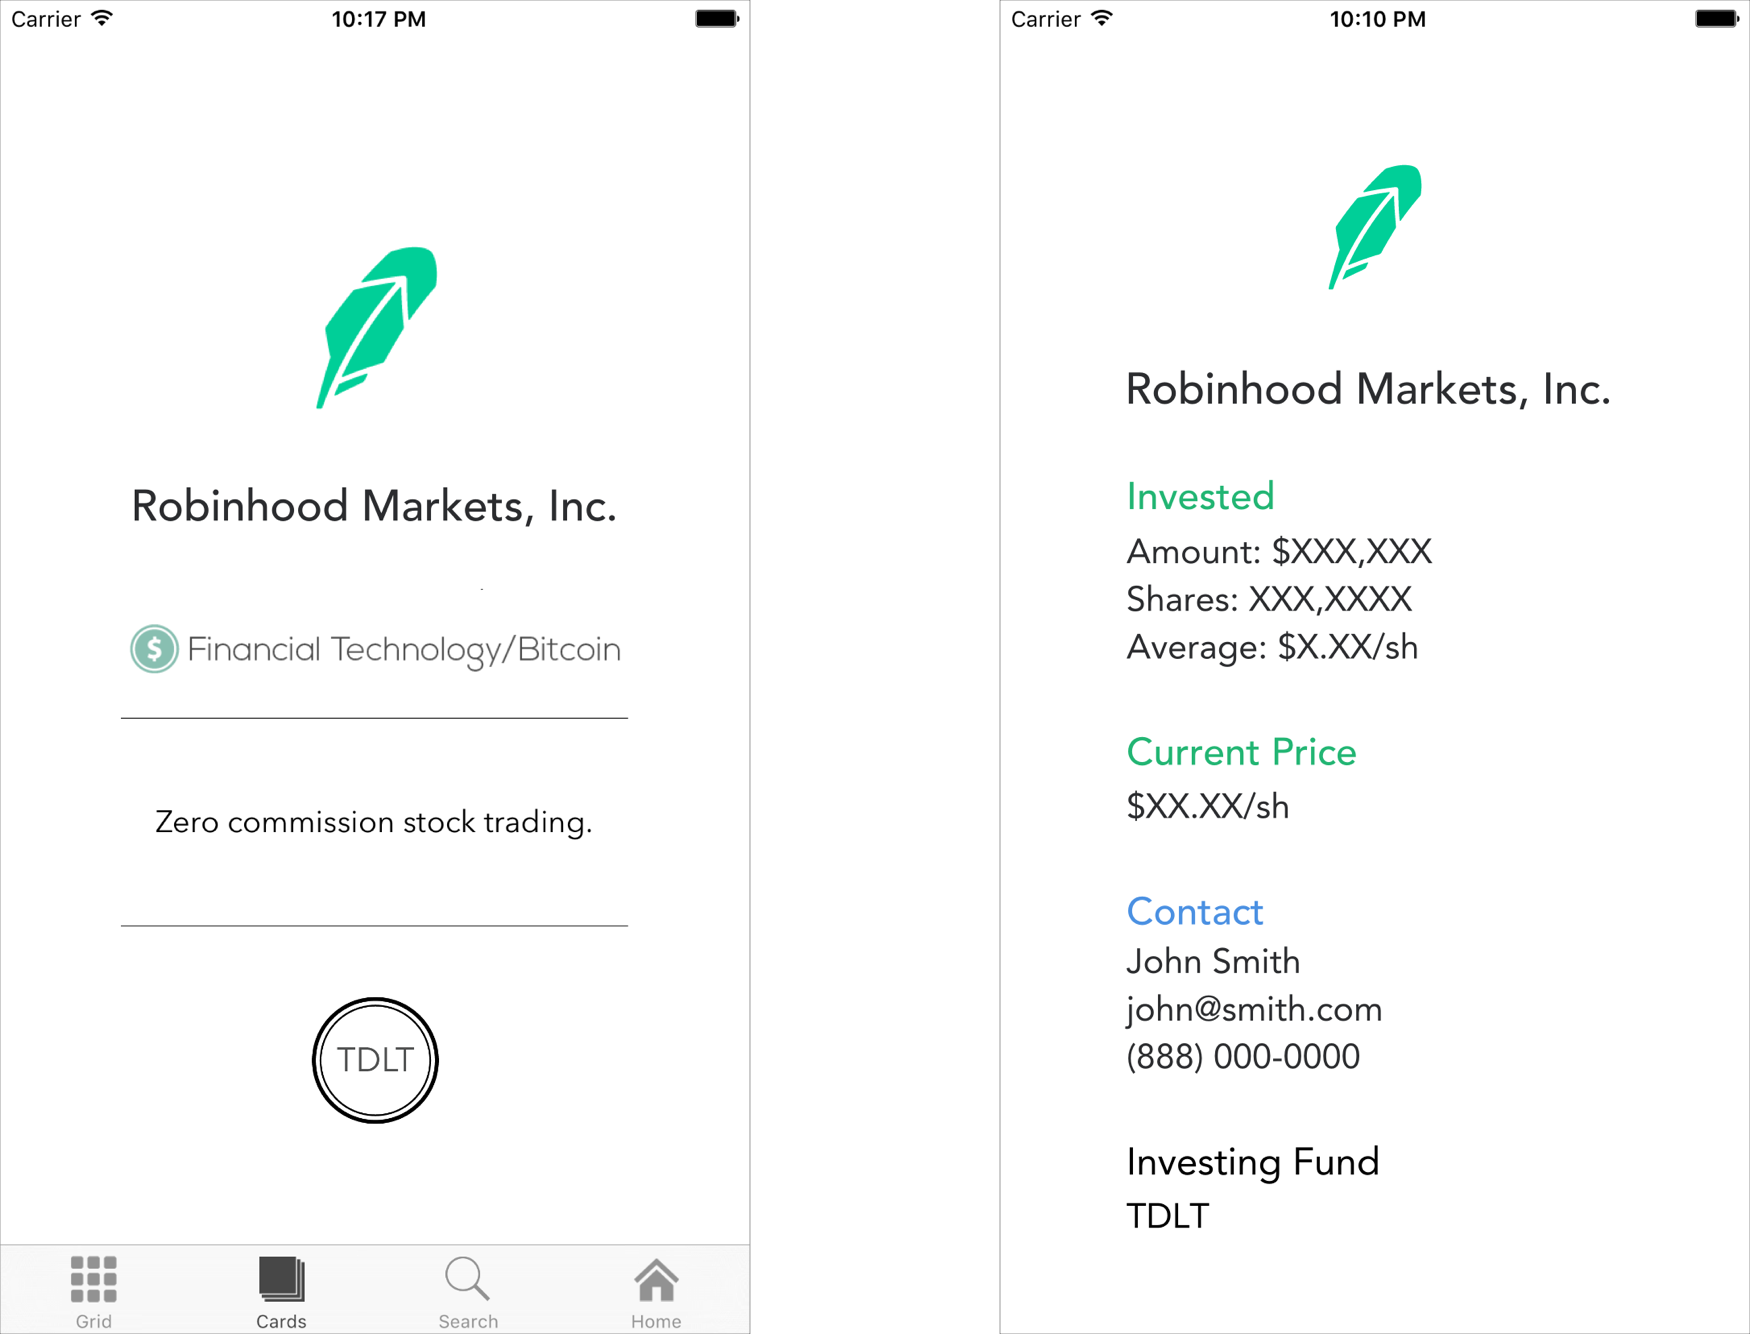 Carrier 10:17 PM
Robinhood Markets, Inc.
$ Financial Technology/Bitcoin
Zero commission stock trading.
TDLT
Grid Cards Search Home
Carrier 10:10 PM
Robinhood Markets, Inc.
Invested
Amount: $XXX,XXX
Shares: XXX,XXXX
Average: $X.XX/sh
Current Price
$XX.XX/sh
Contact
John Smith
john@smith.com
(888) 000-0000
Investing Fund
TDLT